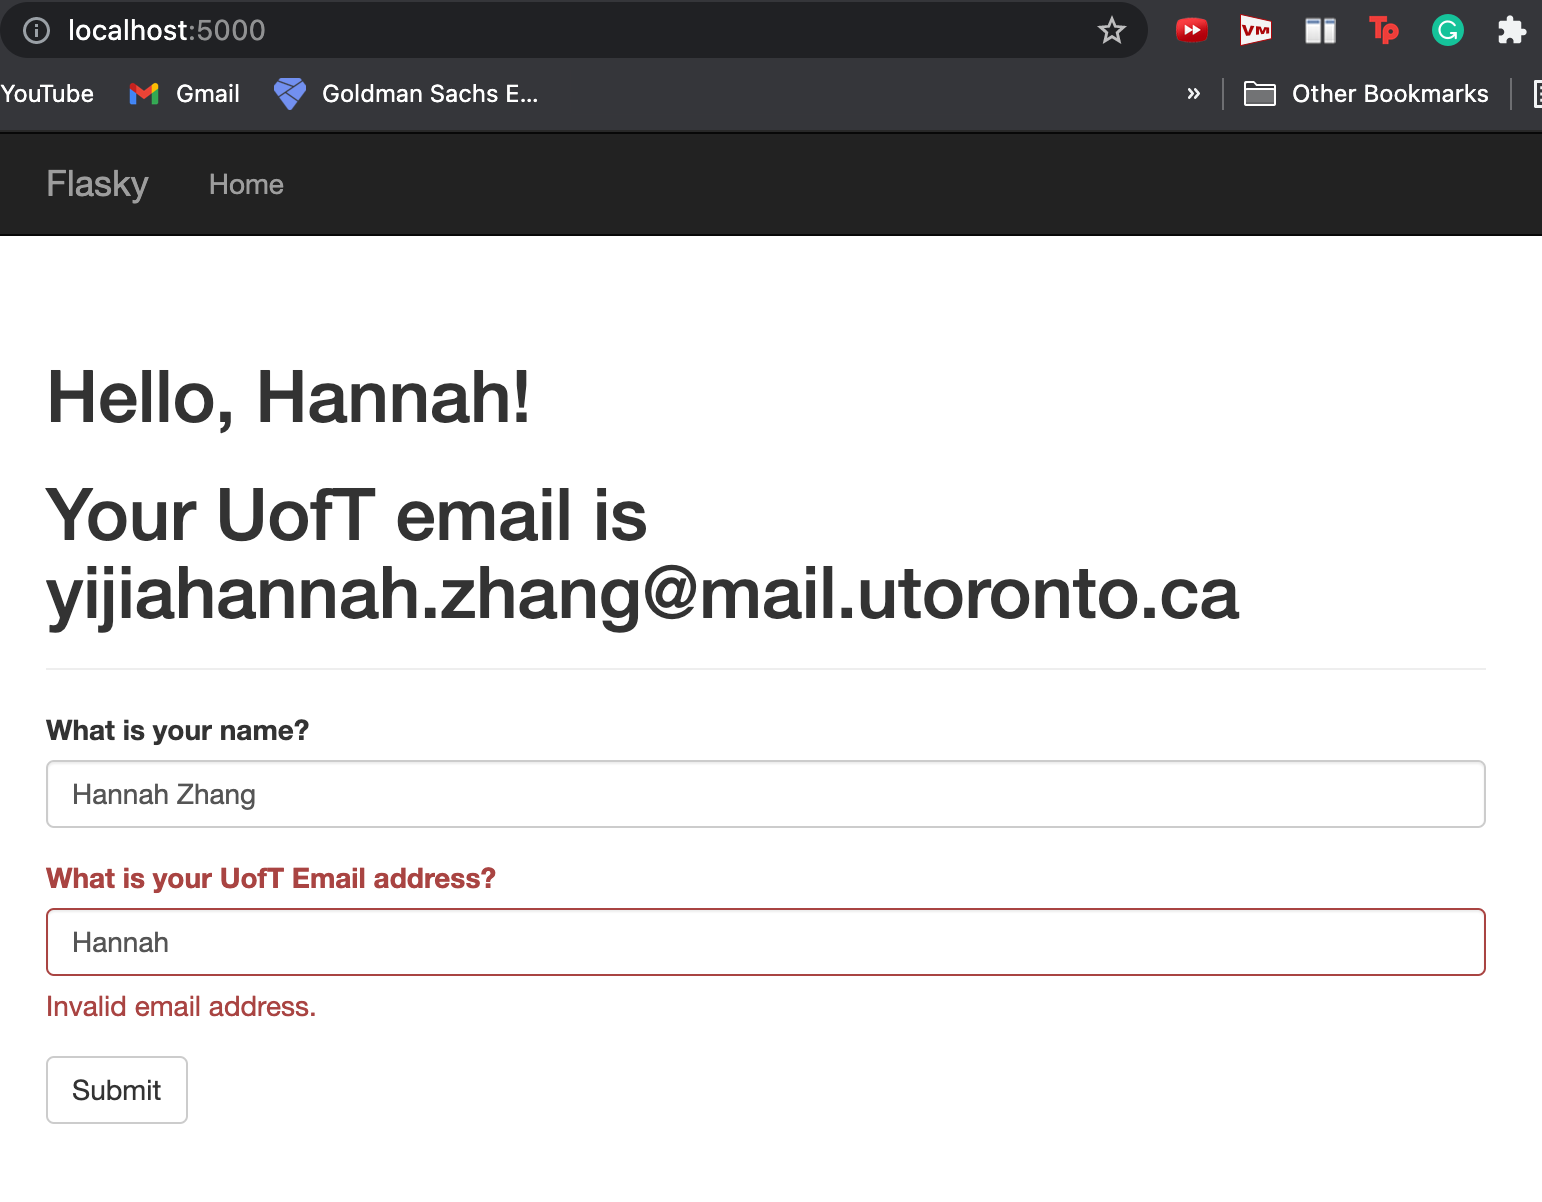 localhost:5000
VM
Tp
G
YouTube
Gmail
Goldman Sachs E...
»
Other Bookmarks
Flasky
Home
Hello, Hannah!
Your UofT email is
yijiahannah.zhang@mail.utoronto.ca
What is your name?
Hannah Zhang
What is your UofT Email address?
Hannah
Invalid email address.
Submit